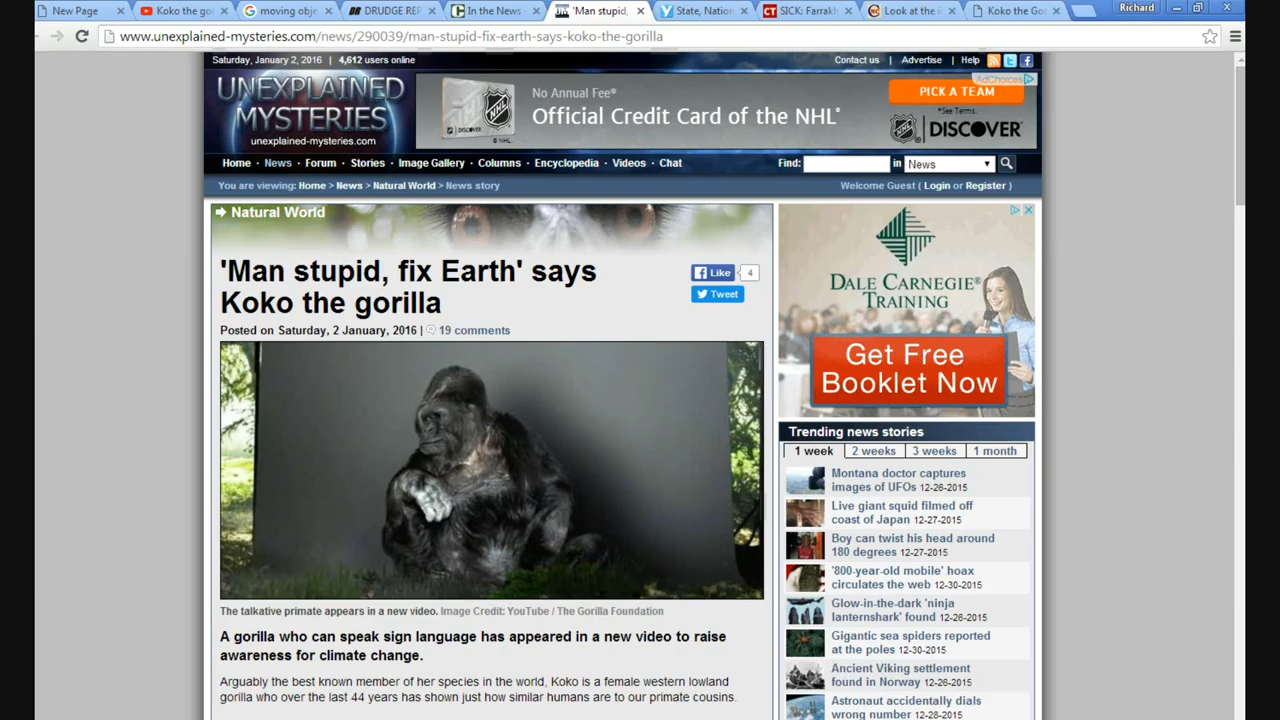 New Page
Koko the gor
moving obje
DRUDGE REP
In the News -
'Man stupid,
State, Nation
SICK: Farrakh
Look at the i
Koko the Go
Richard
www.unexplained-mysteries.com/news/290039/man-stupid-fix-earth-says-koko-the-gorilla
Saturday, January 2, 2016 | 4,612 users online
Contact us | Advertise | Help
UNEXPLAINED
MYSTERIES
unexplained-mysteries.com
No Annual Fee*
Official Credit Card of the NHL®
AdChoices
PICK A TEAM
*See Terms.
DISCOVER
© NHL
Home · News · Forum · Stories · Image Gallery · Columns · Encyclopedia · Videos · Chat
Find: in News
You are viewing: Home > News > Natural World > News story
Welcome Guest ( Login or Register )
Natural World
'Man stupid, fix Earth' says
Koko the gorilla
Like 4
Tweet
Posted on Saturday, 2 January, 2016 | 19 comments
The talkative primate appears in a new video. Image Credit: YouTube / The Gorilla Foundation
A gorilla who can speak sign language has appeared in a new video to raise
awareness for climate change.
Arguably the best known member of her species in the world, Koko is a female western lowland
gorilla who over the last 44 years has shown just how similar humans are to our primate cousins.
DALE CARNEGIE®
TRAINING
Get Free
Booklet Now
Trending news stories
1 week 2 weeks 3 weeks 1 month
Montana doctor captures
images of UFOs 12-26-2015
Live giant squid filmed off
coast of Japan 12-27-2015
Boy can twist his head around
180 degrees 12-27-2015
'800-year-old mobile' hoax
circulates the web 12-30-2015
Glow-in-the-dark 'ninja
lanternshark' found 12-26-2015
Gigantic sea spiders reported
at the poles 12-30-2015
Ancient Viking settlement
found in Norway 12-26-2015
Astronaut accidentally dials
wrong number 12-28-2015